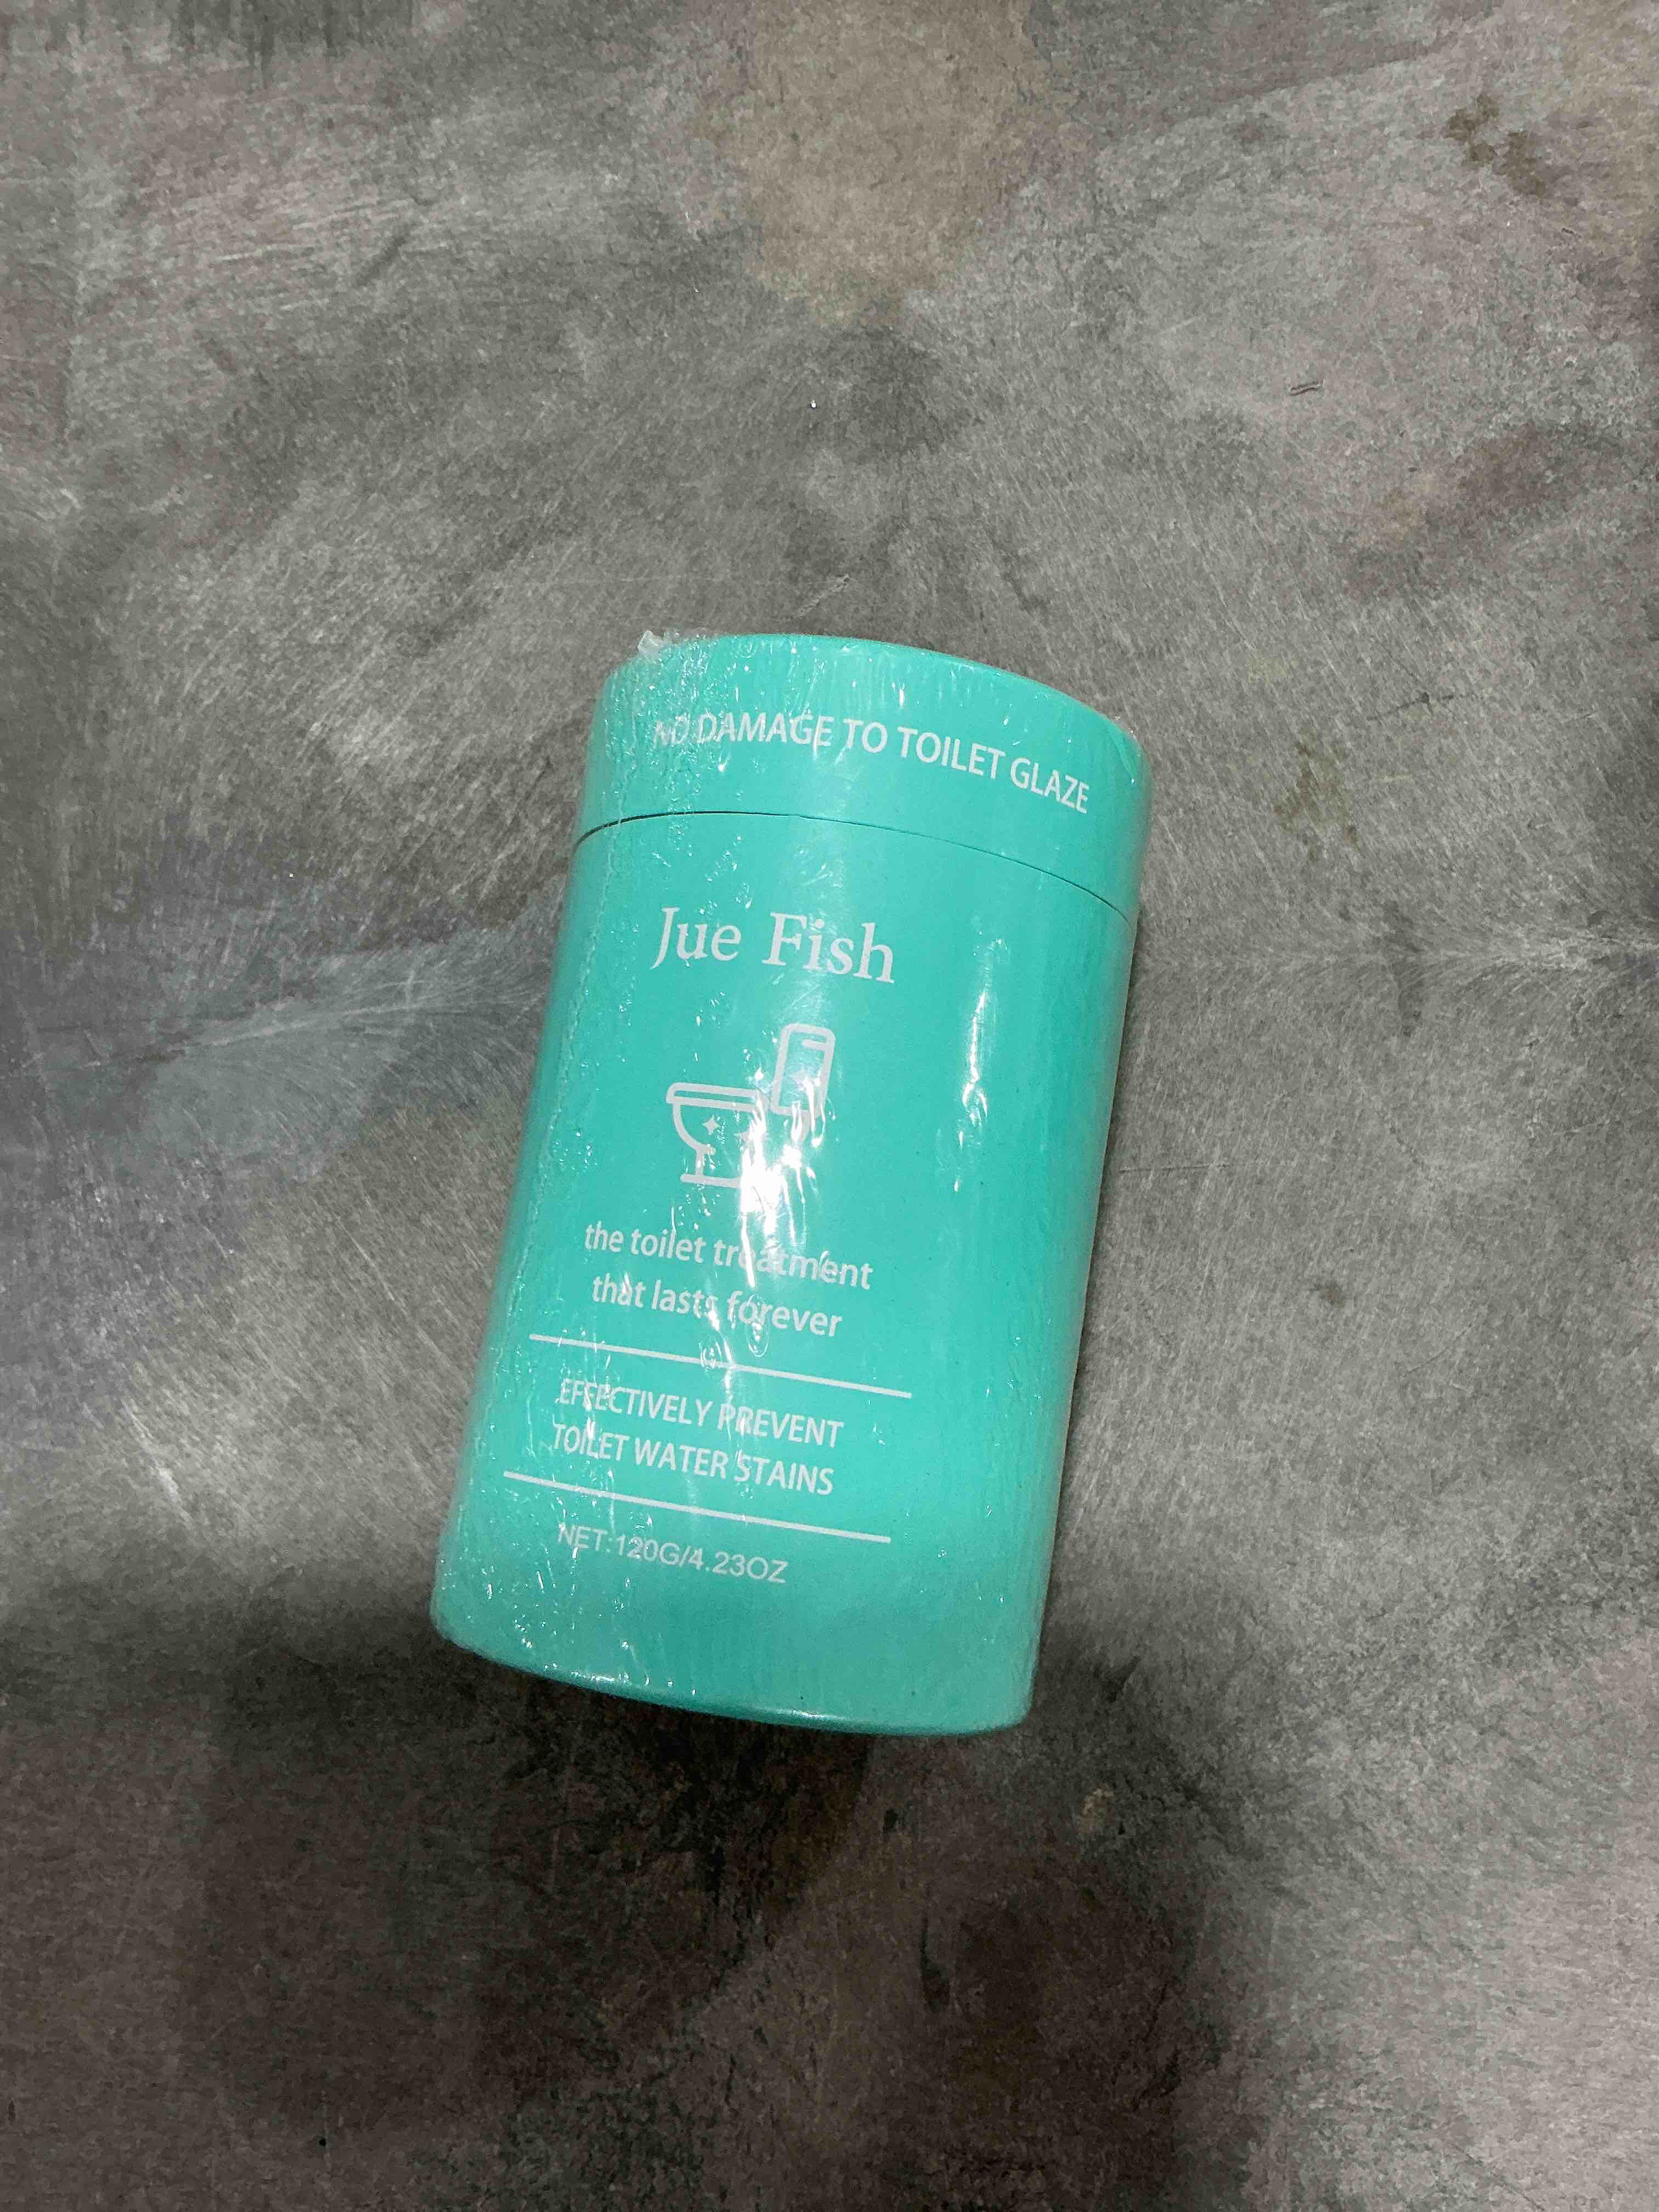 NO DAMAGE TO TOILET GLAZE
Jue Fish
the toilet treatment
that lasts forever
EFFECTIVELY PREVENT
TOILET WATER STAINS
NET:120G/4.23OZ